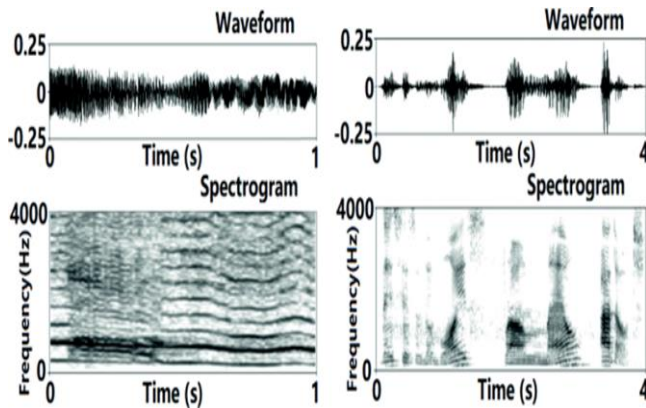 Waveform
0.25
0
-0.25
0
Time (s)
1
Waveform
0.25
0
-0.25
0
Time (s)
4
Spectrogram
4000
Frequency(Hz)
0
0
Time (s)
1
Spectrogram
4000
Frequency(Hz)
0
0
Time (s)
4